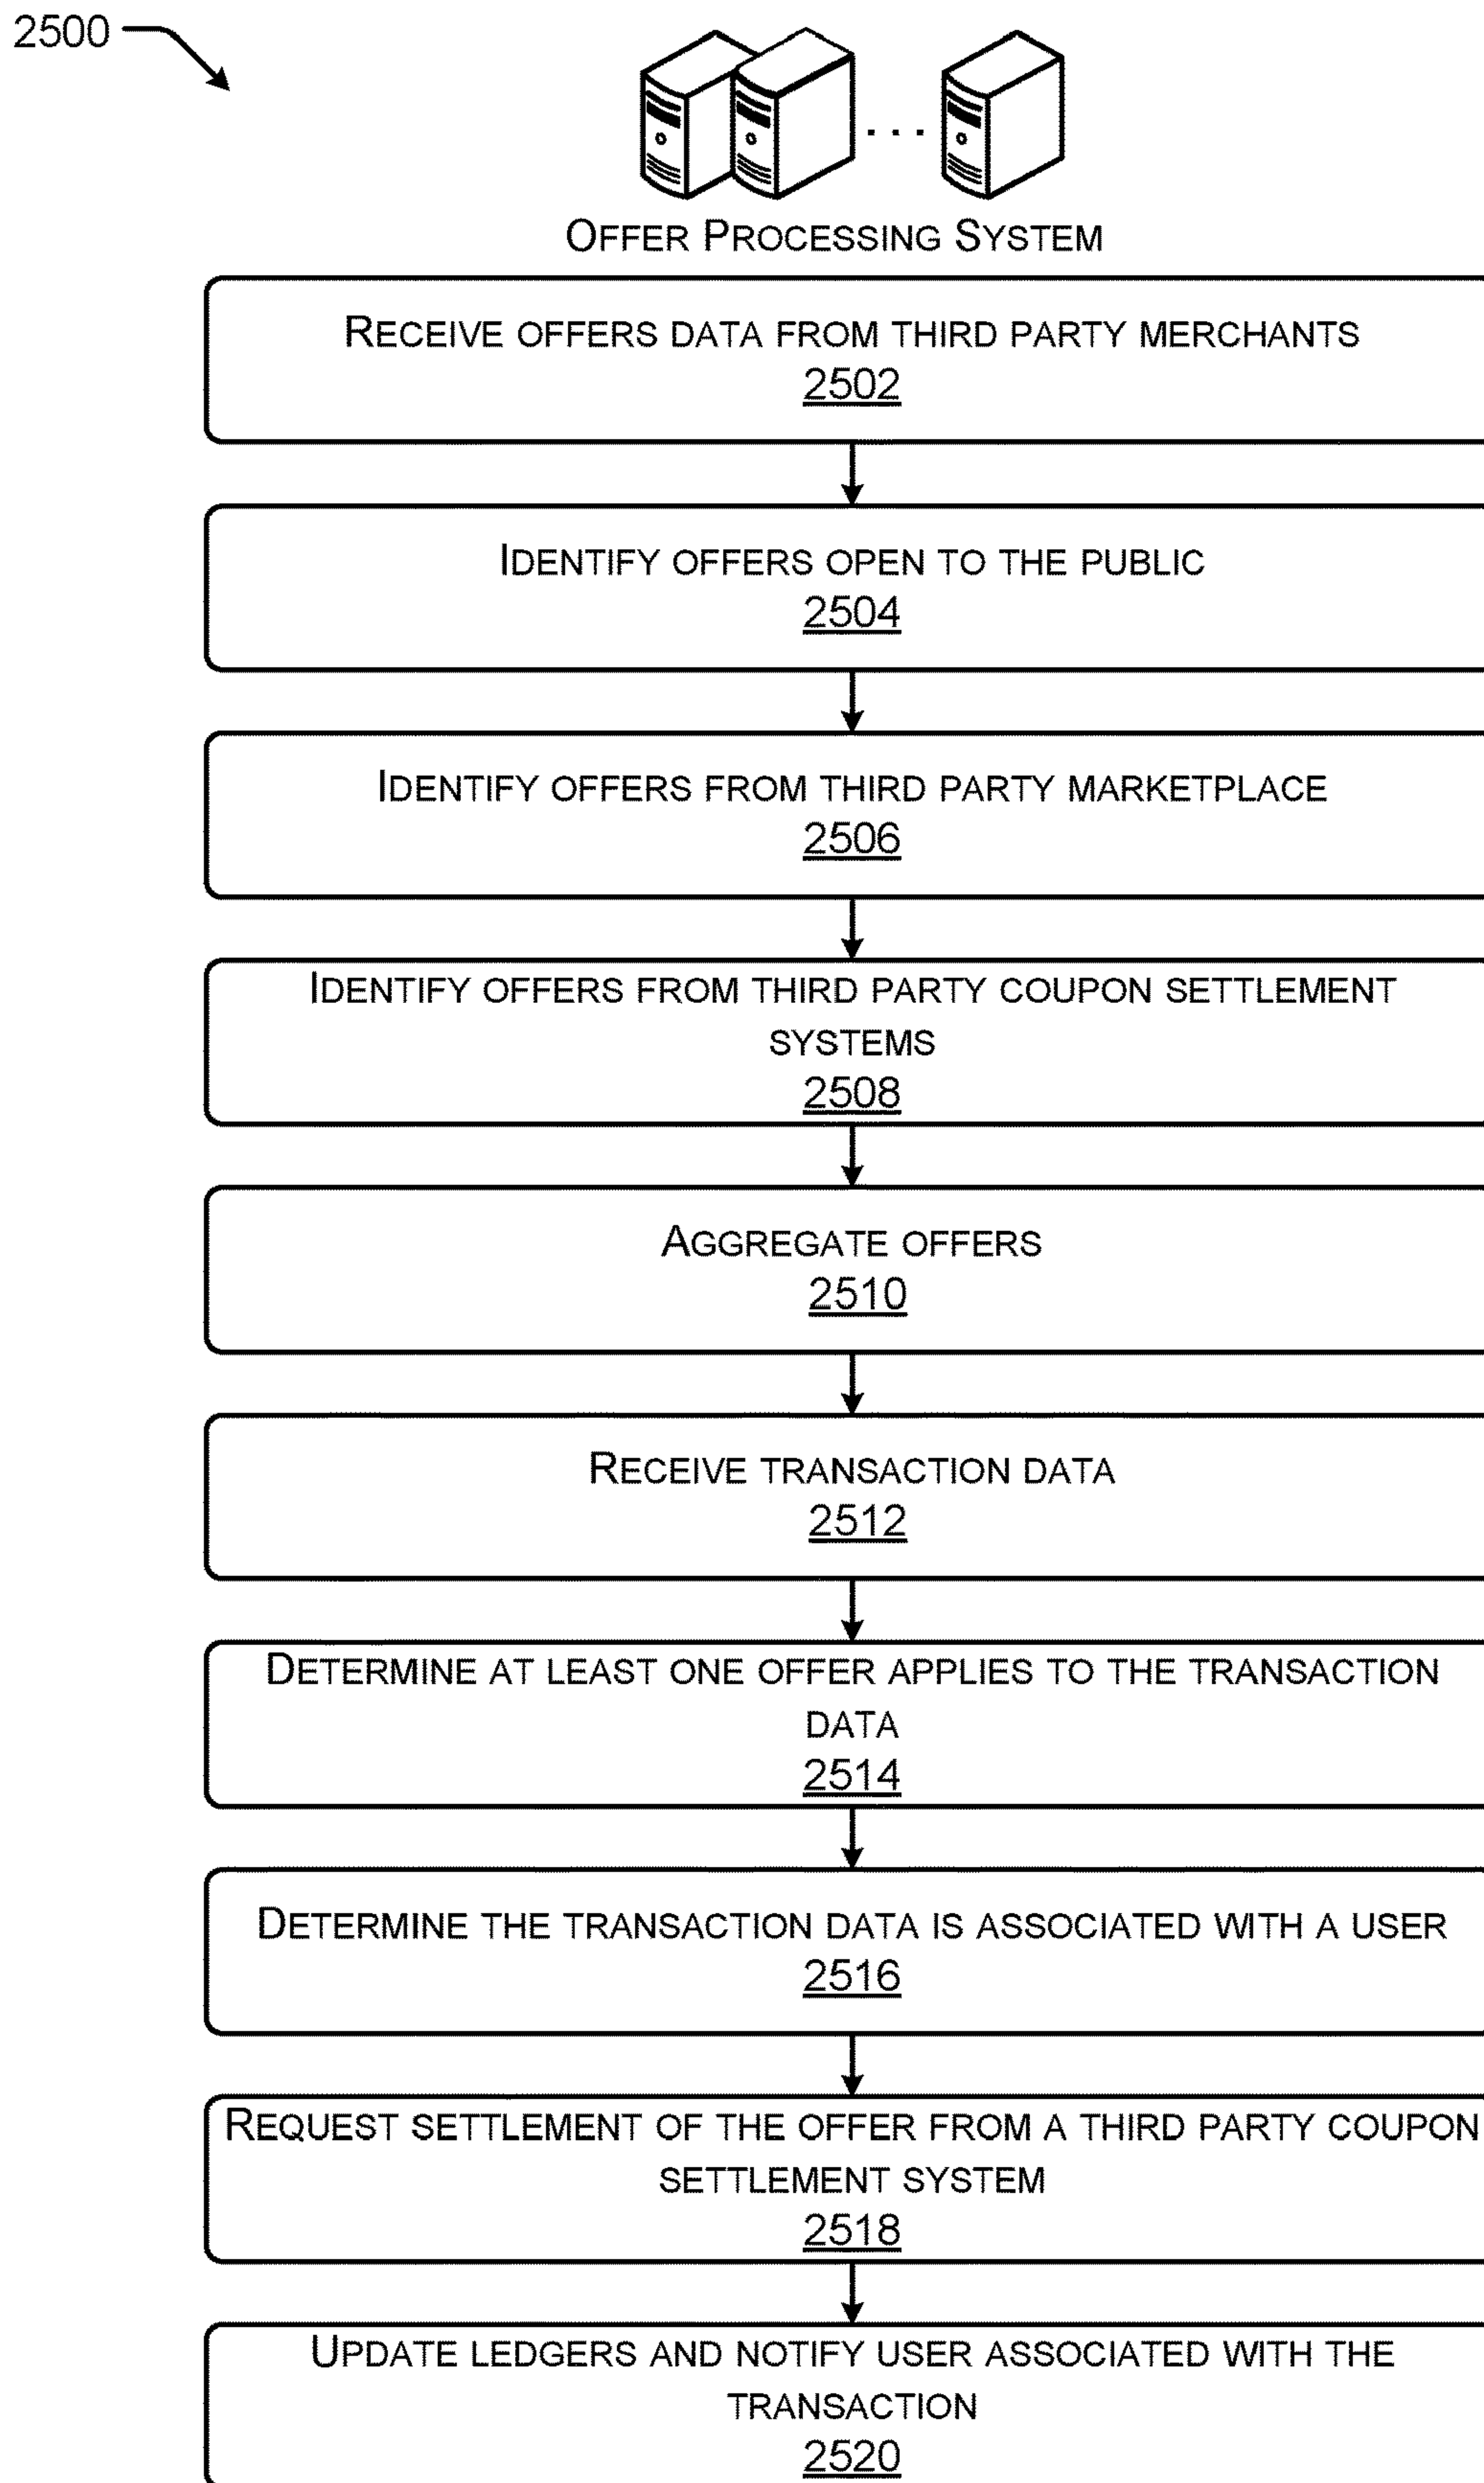 2500
OFFER PROCESSING SYSTEM
RECEIVE OFFERS DATA FROM THIRD PARTY MERCHANTS
2502
IDENTIFY OFFERS OPEN TO THE PUBLIC
2504
IDENTIFY OFFERS FROM THIRD PARTY MARKETPLACE
2506
IDENTIFY OFFERS FROM THIRD PARTY COUPON SETTLEMENT
SYSTEMS
2508
AGGREGATE OFFERS
2510
RECEIVE TRANSACTION DATA
2512
DETERMINE AT LEAST ONE OFFER APPLIES TO THE TRANSACTION
DATA
2514
DETERMINE THE TRANSACTION DATA IS ASSOCIATED WITH A USER
2516
REQUEST SETTLEMENT OF THE OFFER FROM A THIRD PARTY COUPON
SETTLEMENT SYSTEM
2518
UPDATE LEDGERS AND NOTIFY USER ASSOCIATED WITH THE
TRANSACTION
2520